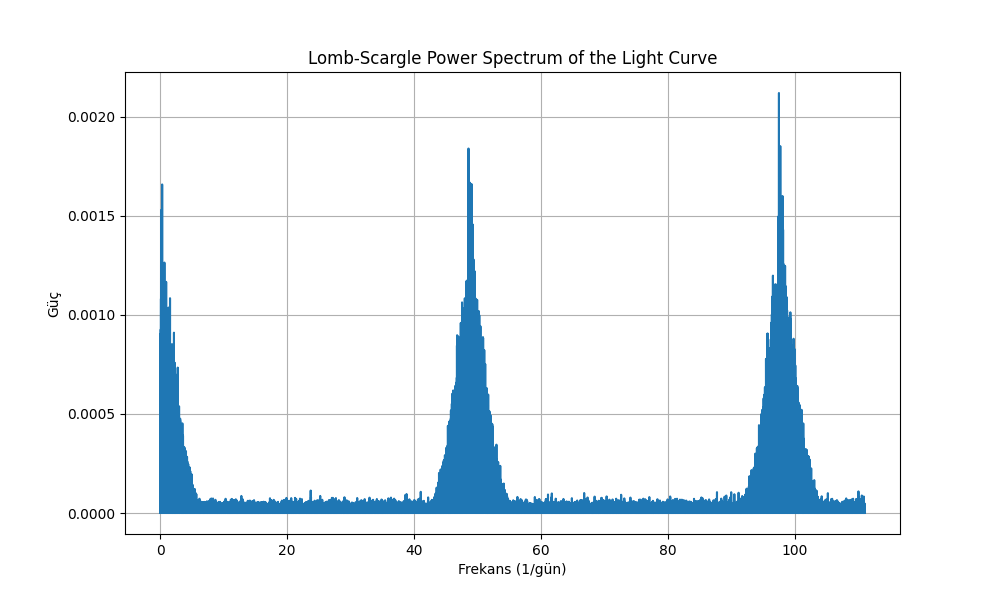 Lomb-Scargle Power Spectrum of the Light Curve
0.0020
0.0015
0.0010
0.0005
0.0000
Güç
0 20 40 60 80 100
Frekans (1/gün)